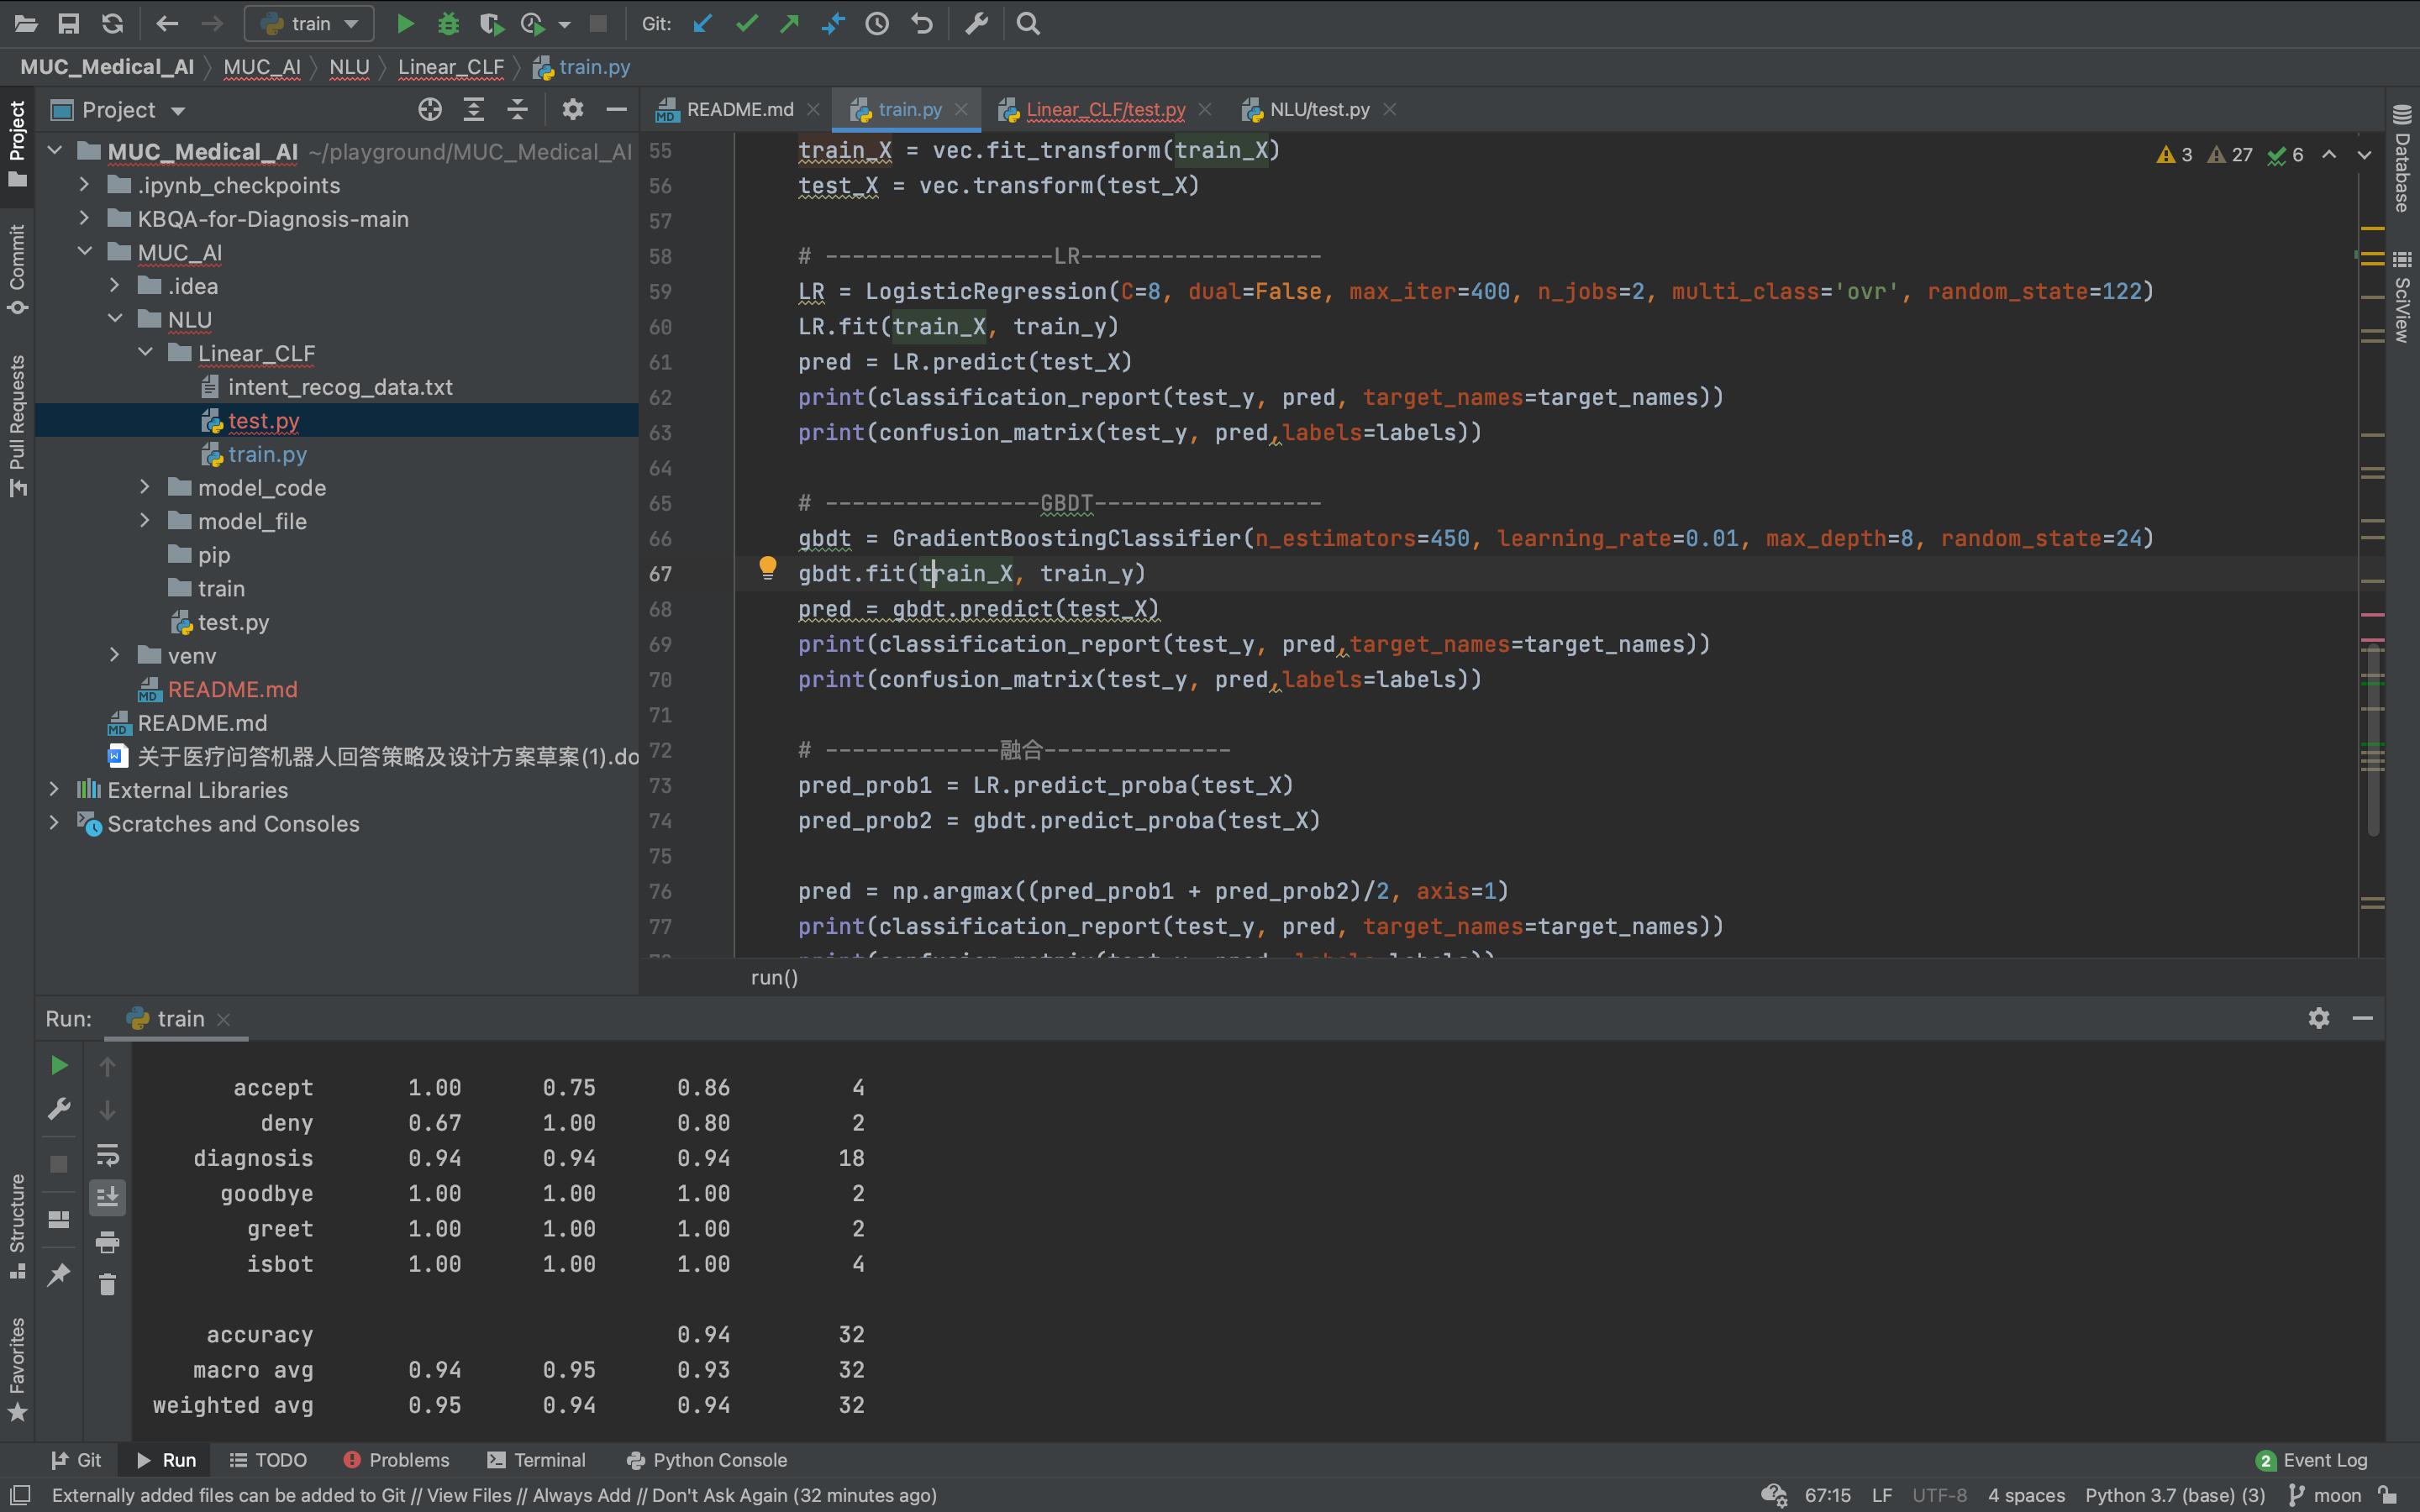 train
Git:
MUC_Medical_AI
MUC_AI
NLU
Linear_CLF
train.py
Project
README.md
train.py
Linear_CLF/test.py
NLU/test.py
Project
Commit
Pull Requests
Structure
Favorites
Database
SciView
MUC_Medical_AI ~/playground/MUC_Medical_AI
.ipynb_checkpoints
KBQA-for-Diagnosis-main
MUC_AI
.idea
NLU
Linear_CLF
intent_recog_data.txt
test.py
train.py
model_code
model_file
pip
train
test.py
venv
README.md
README.md
关于医疗问答机器人回答策略及设计方案草案(1).do
External Libraries
Scratches and Consoles
3 27 6
55 train_X = vec.fit_transform(train_X)
56 test_X = vec.transform(test_X)
57
58 # -----------------LR------------------
59 LR = LogisticRegression(C=8, dual=False, max_iter=400, n_jobs=2, multi_class='ovr', random_state=122)
60 LR.fit(train_X, train_y)
61 pred = LR.predict(test_X)
62 print(classification_report(test_y, pred, target_names=target_names))
63 print(confusion_matrix(test_y, pred,labels=labels))
64
65 # ----------------GBDT-----------------
66 gbdt = GradientBoostingClassifier(n_estimators=450, learning_rate=0.01, max_depth=8, random_state=24)
67 gbdt.fit(train_X, train_y)
68 pred = gbdt.predict(test_X)
69 print(classification_report(test_y, pred,target_names=target_names))
70 print(confusion_matrix(test_y, pred,labels=labels))
71
72 # -------------融合--------------
73 pred_prob1 = LR.predict_proba(test_X)
74 pred_prob2 = gbdt.predict_proba(test_X)
75
76 pred = np.argmax((pred_prob1 + pred_prob2)/2, axis=1)
77 print(classification_report(test_y, pred, target_names=target_names))
run()
Run: train
accept 1.00 0.75 0.86 4
deny 0.67 1.00 0.80 2
diagnosis 0.94 0.94 0.94 18
goodbye 1.00 1.00 1.00 2
greet 1.00 1.00 1.00 2
isbot 1.00 1.00 1.00 4
accuracy 0.94 32
macro avg 0.94 0.95 0.93 32
weighted avg 0.95 0.94 0.94 32
Git Run TODO Problems Terminal Python Console 2 Event Log
Externally added files can be added to Git // View Files // Always Add // Don't Ask Again (32 minutes ago) 67:15 LF UTF-8 4 spaces Python 3.7 (base) (3) moon